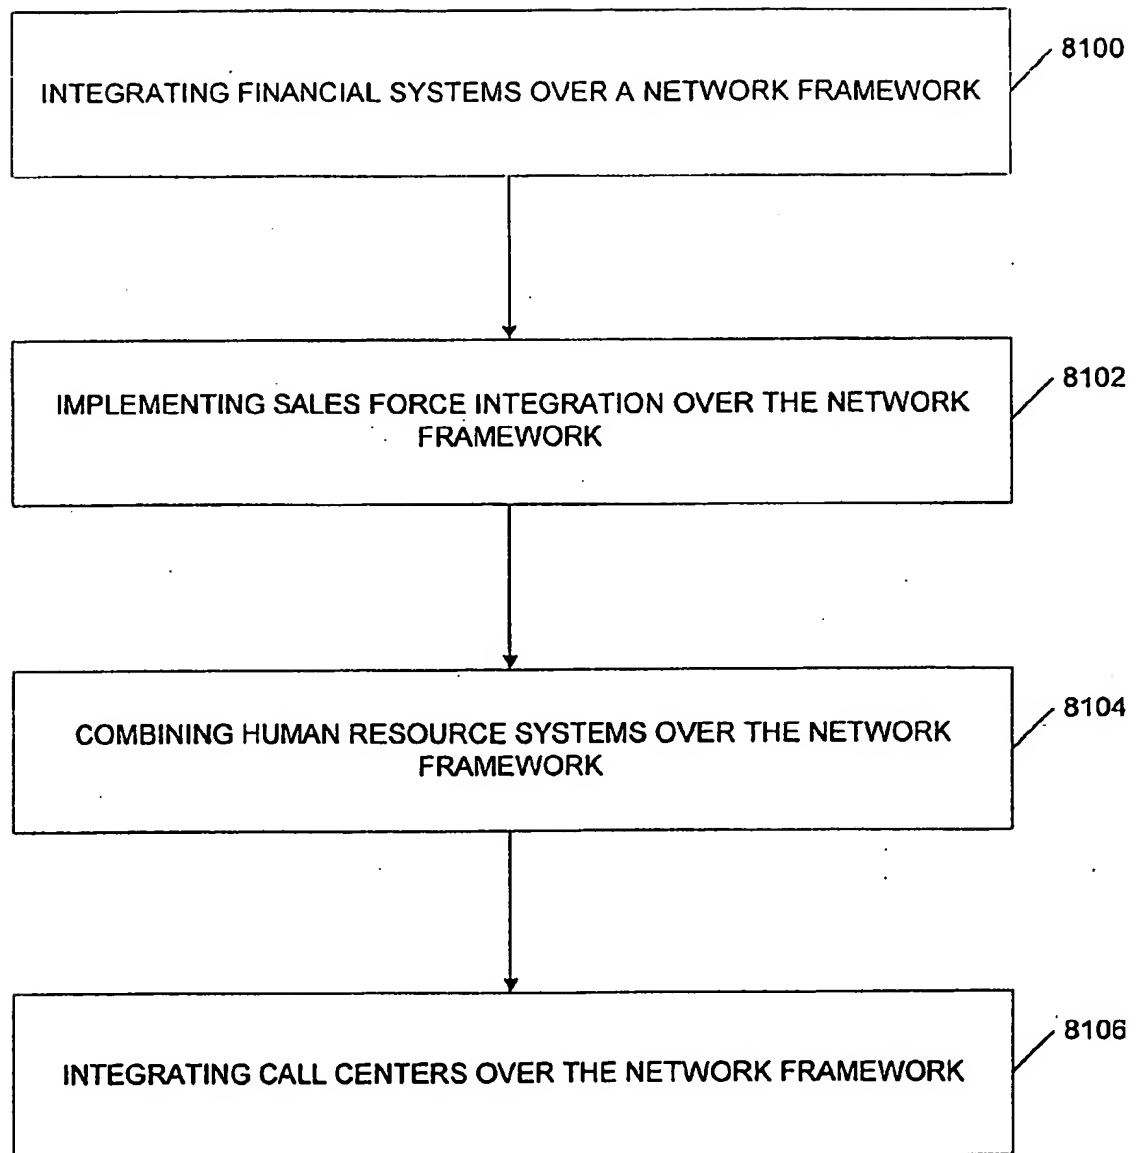 INTEGRATING FINANCIAL SYSTEMS OVER A NETWORK FRAMEWORK
8100
IMPLEMENTING SALES FORCE INTEGRATION OVER THE NETWORK
FRAMEWORK
8102
COMBINING HUMAN RESOURCE SYSTEMS OVER THE NETWORK
FRAMEWORK
8104
INTEGRATING CALL CENTERS OVER THE NETWORK FRAMEWORK
8106